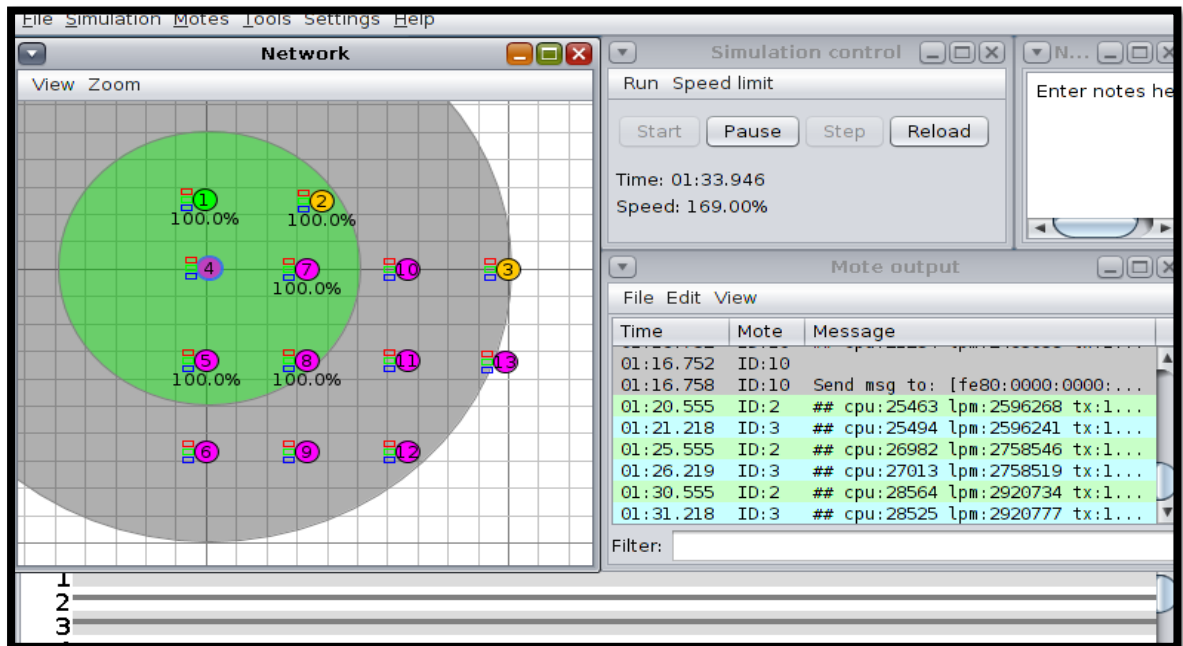 File Simulation Motes Tools Settings Help
Network
View Zoom
1
100.0%
2
100.0%
4
7
100.0%
10
3
5
100.0%
8
100.0%
11
13
6
9
12
Simulation control
Run Speed limit
Start Pause Step Reload
Time: 01:33.946
Speed: 169.00%
N...
Enter notes he
Mote output
File Edit View
Time Mote Message
01:16.752 ID:10
01:16.758 ID:10 Send msg to: [fe80:0000:0000:...
01:20.555 ID:2 ## cpu:25463 lpm:2596268 tx:1...
01:21.218 ID:3 ## cpu:25494 lpm:2596241 tx:1...
01:25.555 ID:2 ## cpu:26982 lpm:2758546 tx:1...
01:26.219 ID:3 ## cpu:27013 lpm:2758519 tx:1...
01:30.555 ID:2 ## cpu:28564 lpm:2920734 tx:1...
01:31.218 ID:3 ## cpu:28525 lpm:2920777 tx:1...
Filter:
1
2
3